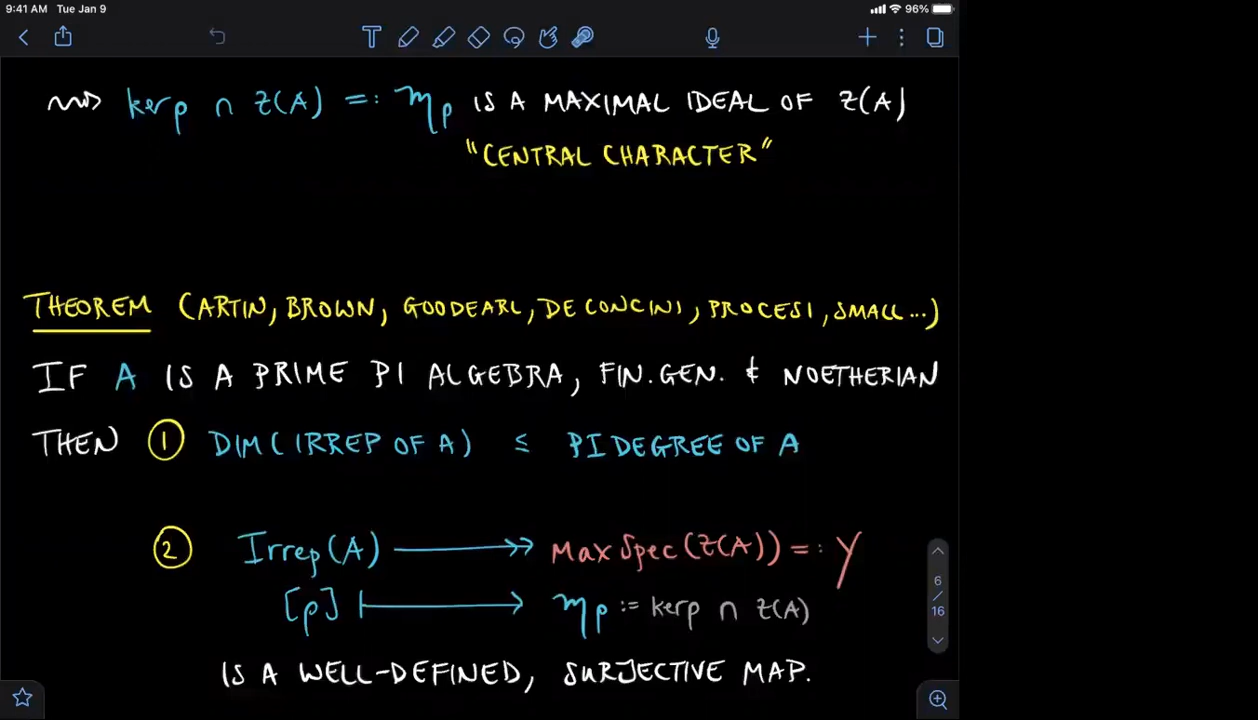 9:41 AM Tue Jan 9
96%
⇝ kerρ ∩ Z(A) =: 𝔪ρ IS A MAXIMAL IDEAL OF Z(A)
"CENTRAL CHARACTER"
THEOREM (ARTIN, BROWN, GOODEARL, DE CONCINI, PROCESI, SMALL...)
IF A IS A PRIME PI ALGEBRA, FIN. GEN. & NOETHERIAN
THEN ① DIM(IRREP OF A) ≤ PI DEGREE OF A
② Irrep(A) ↠ MaxSpec(Z(A)) =: Y
[ρ] ↦ 𝔪ρ := kerρ ∩ Z(A)
IS A WELL-DEFINED, SURJECTIVE MAP.
6
/
16